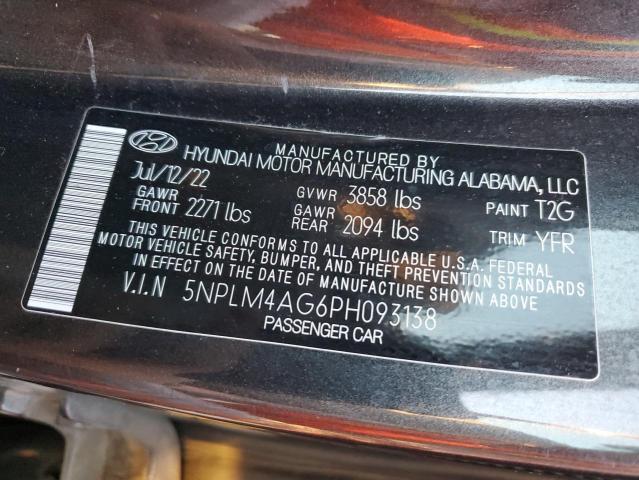 MANUFACTURED BY
HYUNDAI MOTOR MANUFACTURING ALABAMA, LLC
Jul/12/22 GVWR 3858 lbs PAINT T2G
GAWR FRONT 2271 lbs GAWR REAR 2094 lbs TRIM YFR
THIS VEHICLE CONFORMS TO ALL APPLICABLE U.S.A. FEDERAL
MOTOR VEHICLE SAFETY, BUMPER, AND THEFT PREVENTION STANDARDS
IN EFFECT ON THE DATE OF MANUFACTURE SHOWN ABOVE
V.I.N 5NPLM4AG6PH093138
PASSENGER CAR